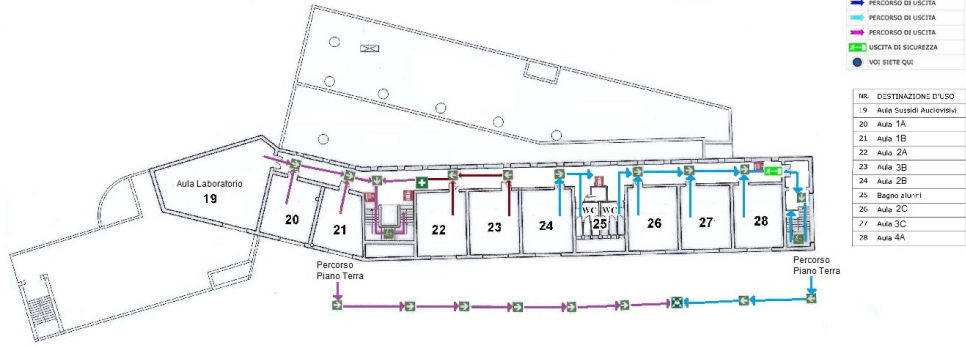 PERCORSO DI USCITA
PERCORSO DI USCITA
PERCORSO DI USCITA
USCITA DI SICUREZZA
VOI SIETE QUI
NR. DESTINAZIONE D'USO
19 Aula Sussidi Audiovisivi
20 Aula 1A
21 Aula 1B
22 Aula 2A
23 Aula 3B
24 Aula 2B
25 Bagno alunni
26 Aula 2C
27 Aula 3C
28 Aula 4A
Aula Laboratorio
19
20
21
22
23
24
WC WC
25
26
27
28
Percorso
Piano Terra
Percorso
Piano Terra